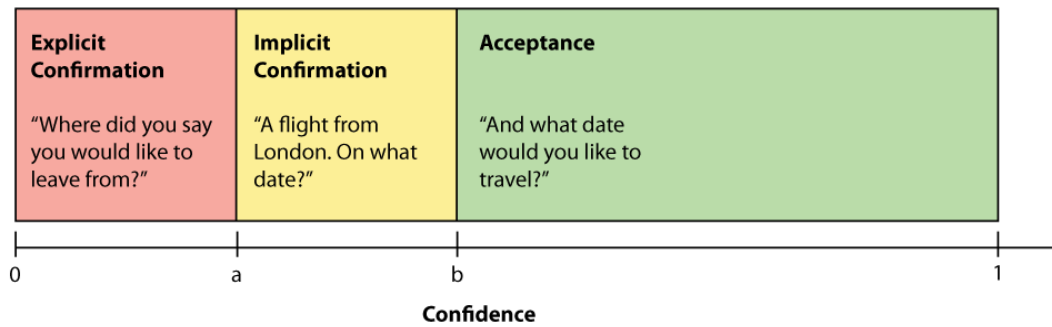 Explicit
Confirmation
“Where did you say
you would like to
leave from?”
Implicit
Confirmation
“A flight from
London. On what
date?”
Acceptance
“And what date
would you like to
travel?”
0
a
b
1
Confidence